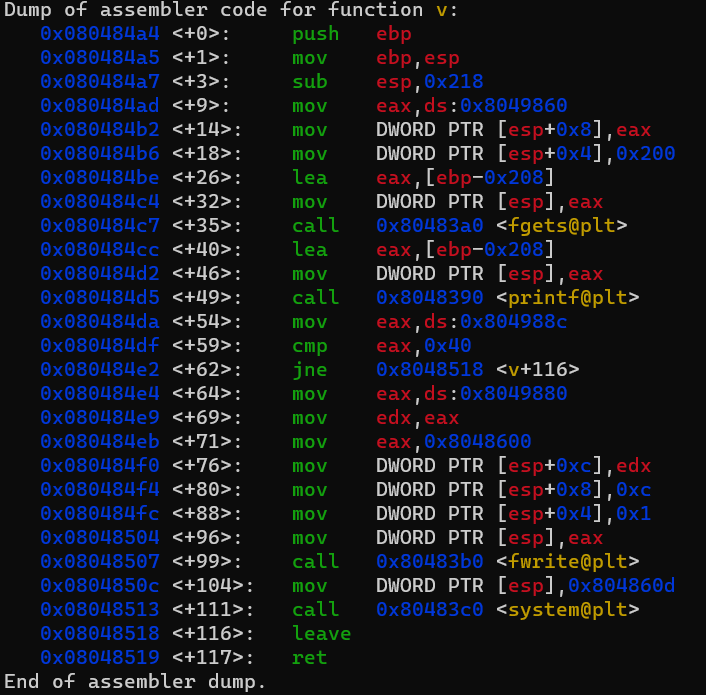 Dump of assembler code for function v:
   0x080484a4 <+0>:     push   ebp
   0x080484a5 <+1>:     mov    ebp,esp
   0x080484a7 <+3>:     sub    esp,0x218
   0x080484ad <+9>:     mov    eax,ds:0x8049860
   0x080484b2 <+14>:    mov    DWORD PTR [esp+0x8],eax
   0x080484b6 <+18>:    mov    DWORD PTR [esp+0x4],0x200
   0x080484be <+26>:    lea    eax,[ebp-0x208]
   0x080484c4 <+32>:    mov    DWORD PTR [esp],eax
   0x080484c7 <+35>:    call   0x80483a0 <fgets@plt>
   0x080484cc <+40>:    lea    eax,[ebp-0x208]
   0x080484d2 <+46>:    mov    DWORD PTR [esp],eax
   0x080484d5 <+49>:    call   0x8048390 <printf@plt>
   0x080484da <+54>:    mov    eax,ds:0x804988c
   0x080484df <+59>:    cmp    eax,0x40
   0x080484e2 <+62>:    jne    0x8048518 <v+116>
   0x080484e4 <+64>:    mov    eax,ds:0x8049880
   0x080484e9 <+69>:    mov    edx,eax
   0x080484eb <+71>:    mov    eax,0x8048600
   0x080484f0 <+76>:    mov    DWORD PTR [esp+0xc],edx
   0x080484f4 <+80>:    mov    DWORD PTR [esp+0x8],0xc
   0x080484fc <+88>:    mov    DWORD PTR [esp+0x4],0x1
   0x08048504 <+96>:    mov    DWORD PTR [esp],eax
   0x08048507 <+99>:    call   0x80483b0 <fwrite@plt>
   0x0804850c <+104>:   mov    DWORD PTR [esp],0x804860d
   0x08048513 <+111>:   call   0x80483c0 <system@plt>
   0x08048518 <+116>:   leave
   0x08048519 <+117>:   ret
End of assembler dump.